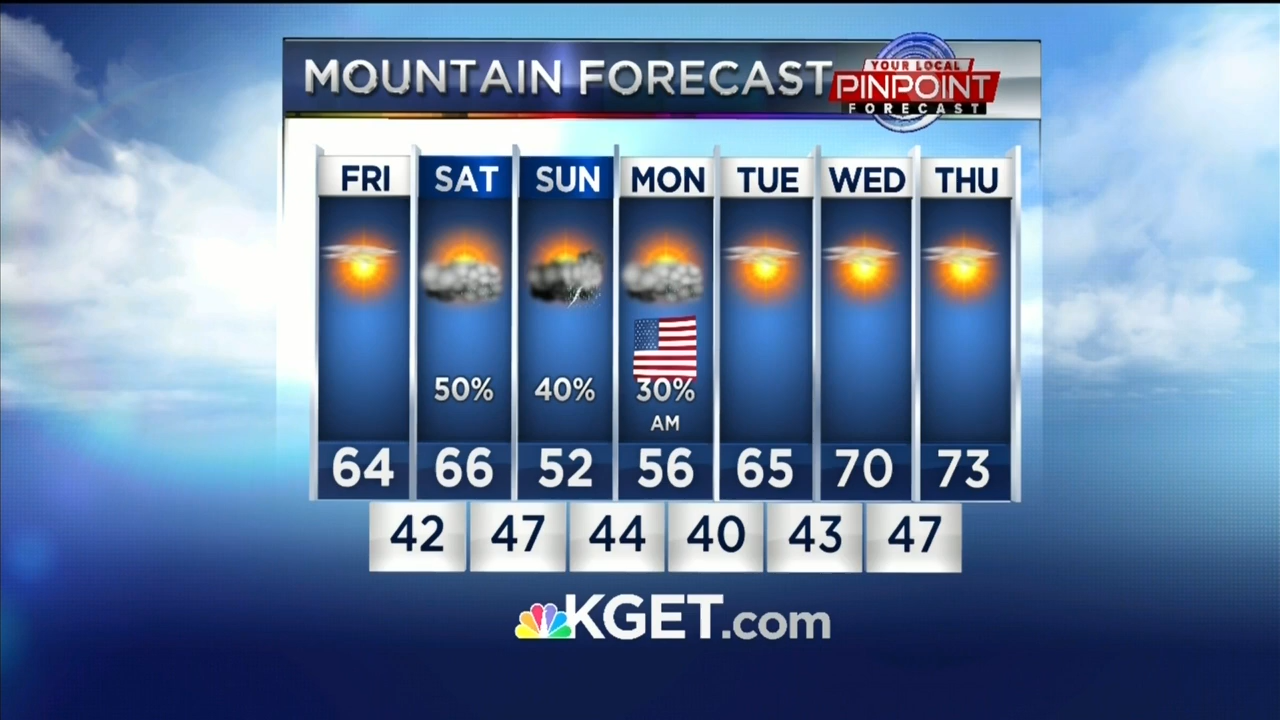 MOUNTAIN FORECAST
YOUR LOCAL
PINPOINT
FORECAST
FRI SAT SUN MON TUE WED THU
50% 40% 30%
AM
64 66 52 56 65 70 73
42 47 44 40 43 47
KGET.com